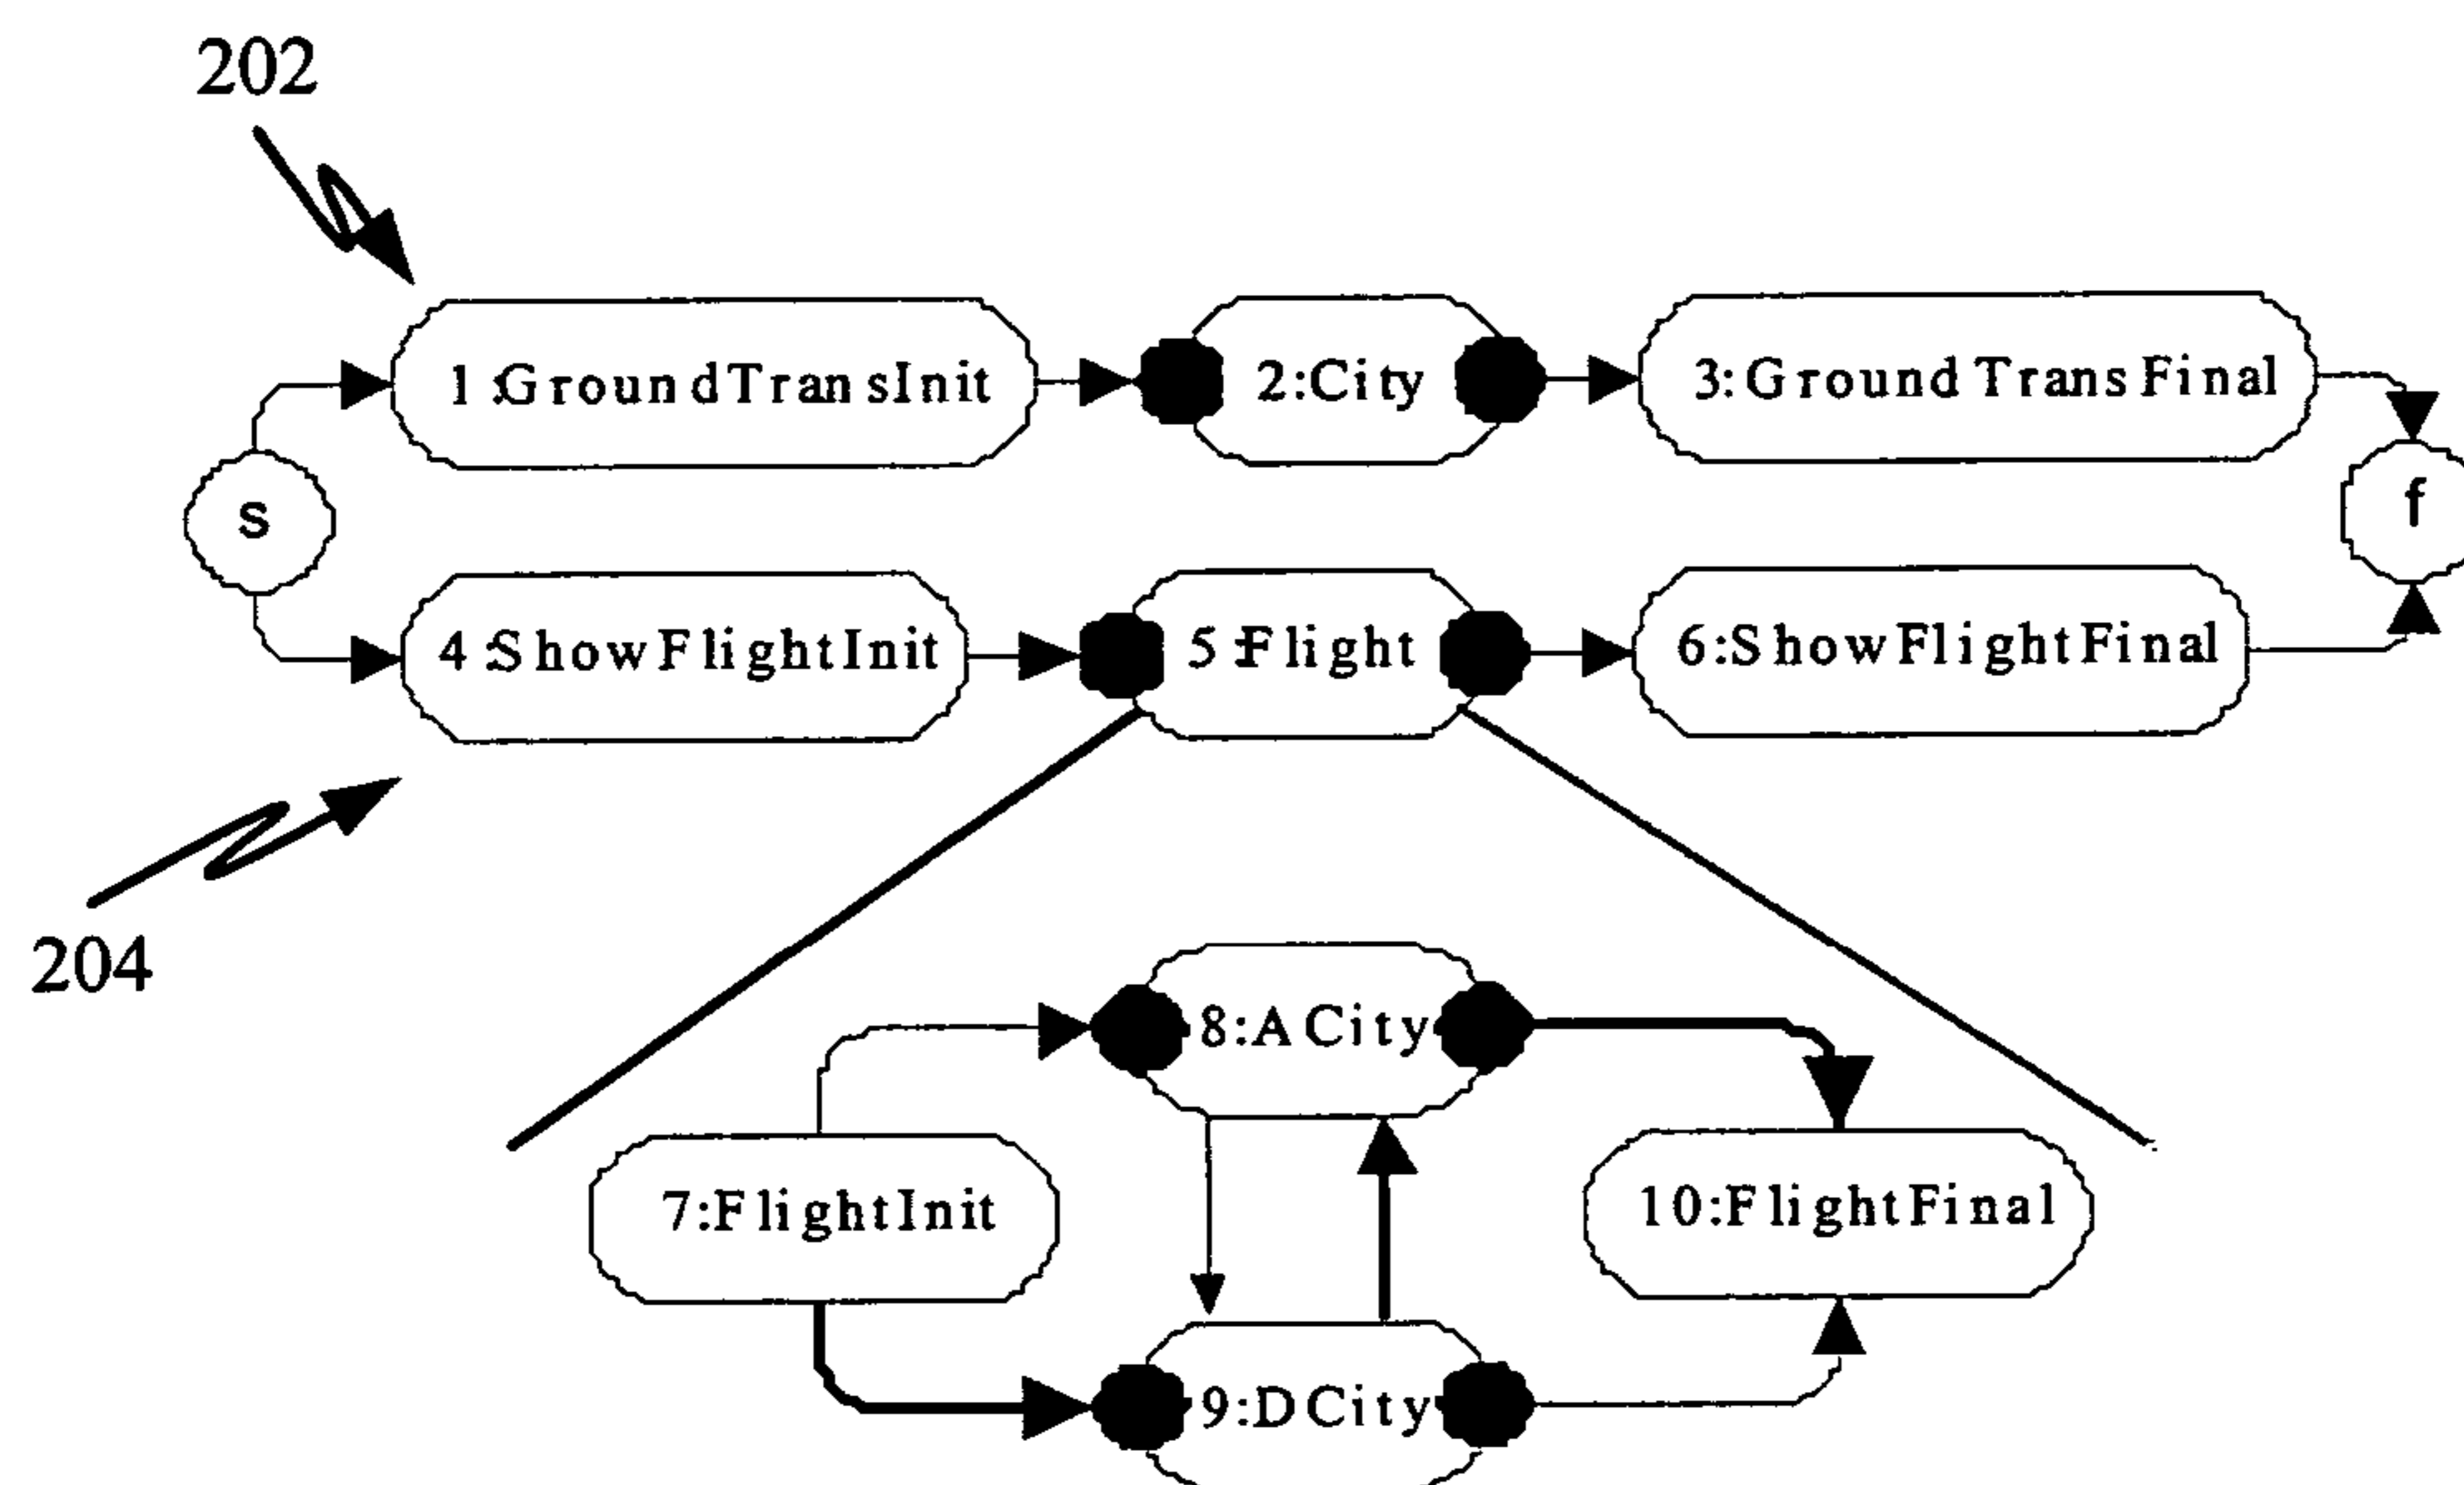 202
1:GroundTransInit
2:City
3:GroundTransFinal
s
f
4:ShowFlightInit
5:Flight
6:ShowFlightFinal
204
8:ACity
7:FlightInit
10:FlightFinal
9:DCity